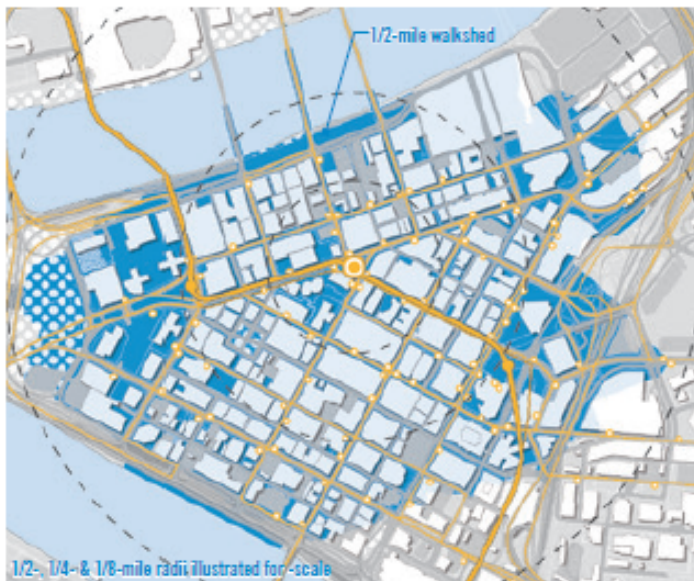 1/2-mile walkshed
1/2-, 1/4- & 1/8-mile radii illustrated for -scale